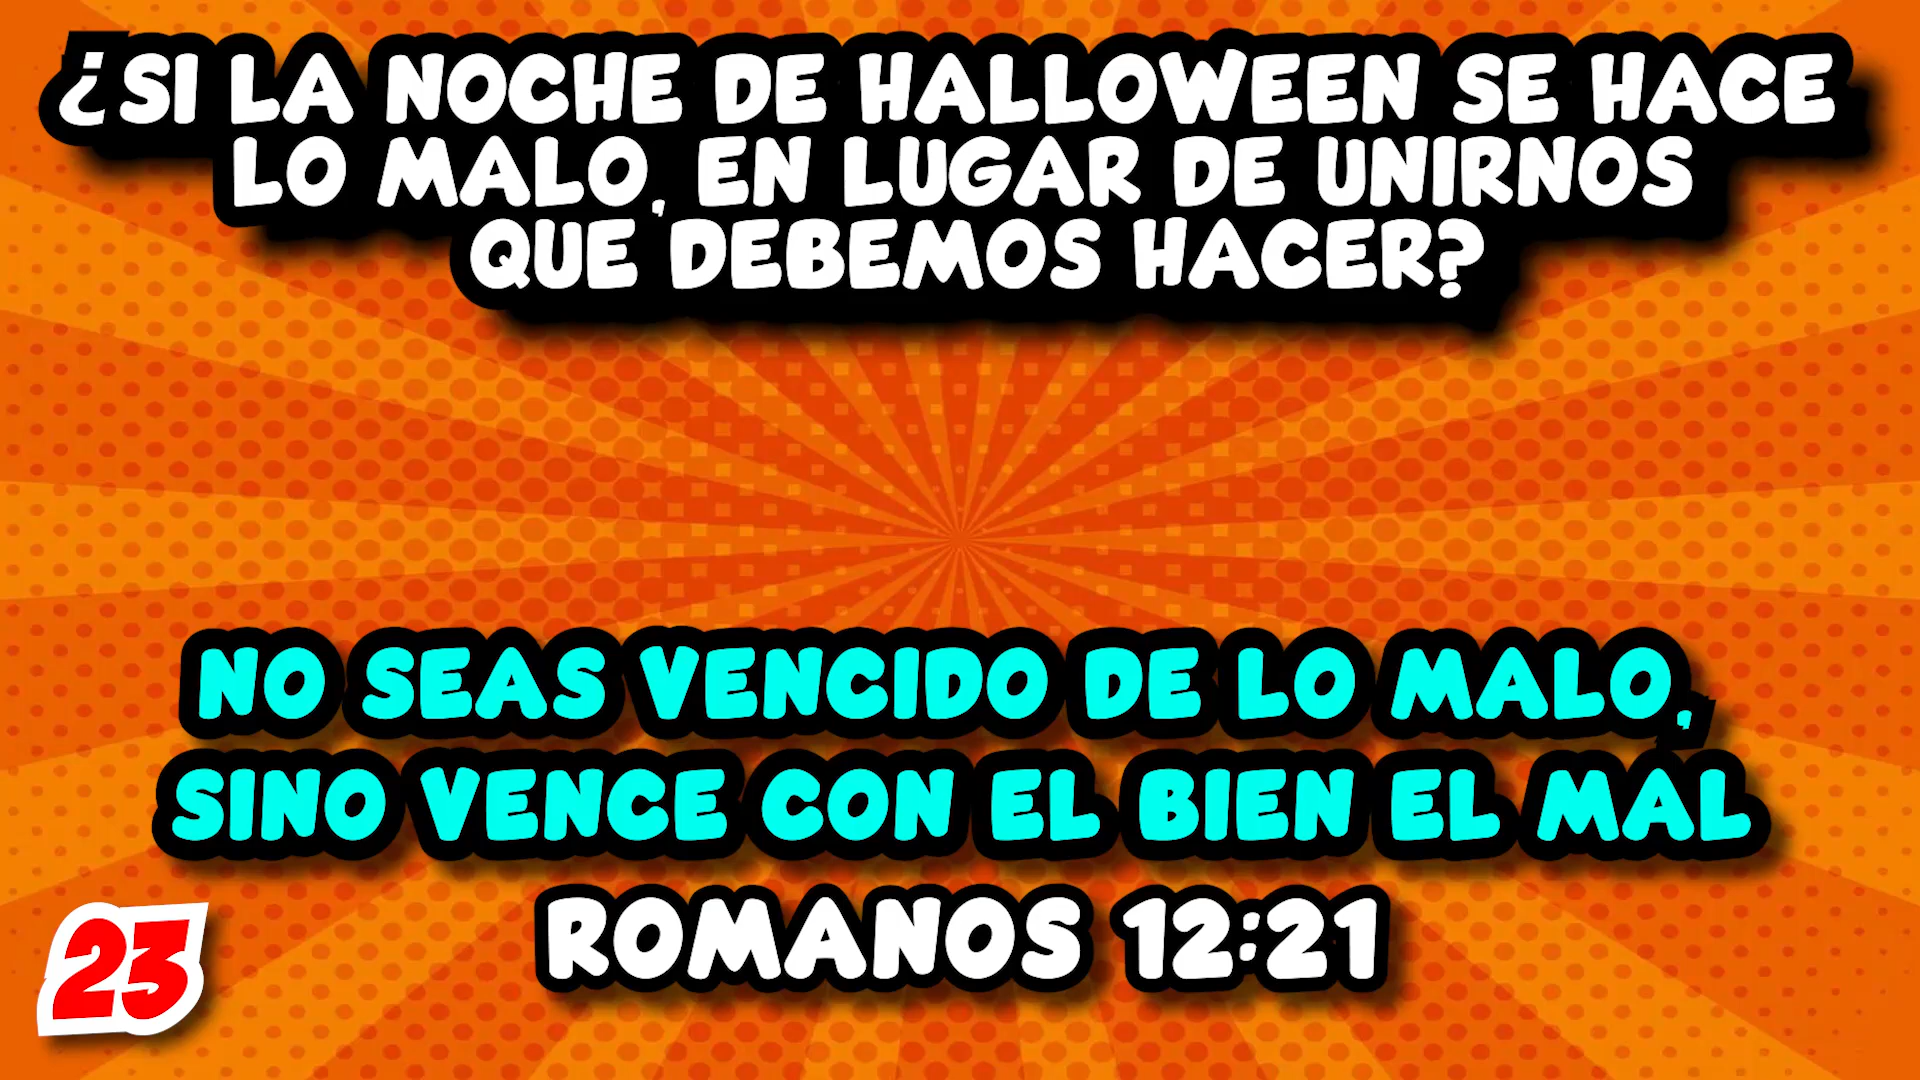 ¿SI LA NOCHE DE HALLOWEEN SE HACE
LO MALO, EN LUGAR DE UNIRNOS
QUE DEBEMOS HACER?
NO SEAS VENCIDO DE LO MALO,
SINO VENCE CON EL BIEN EL MAL
ROMANOS 12:21
23